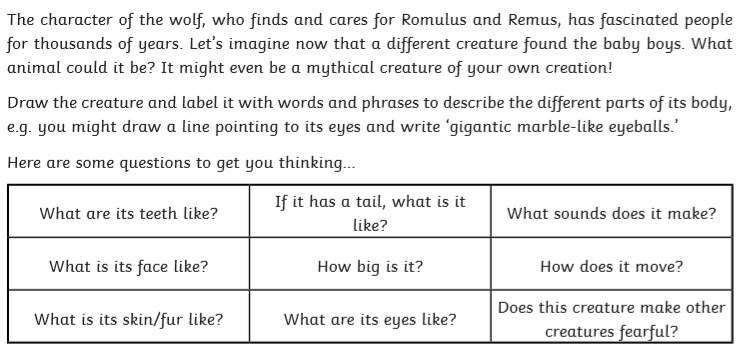 The character of the wolf, who finds and cares for Romulus and Remus, has fascinated people
for thousands of years. Let's imagine now that a different creature found the baby boys. What
animal could it be? It might even be a mythical creature of your own creation!
Draw the creature and label it with words and phrases to describe the different parts of its body,
e.g. you might draw a line pointing to its eyes and write ‘gigantic marble-like eyeballs.’
Here are some questions to get you thinking...
What are its teeth like?
If it has a tail, what is it
like?
What sounds does it make?
What is its face like?
How big is it?
How does it move?
What is its skin/fur like?
What are its eyes like?
Does this creature make other
creatures fearful?